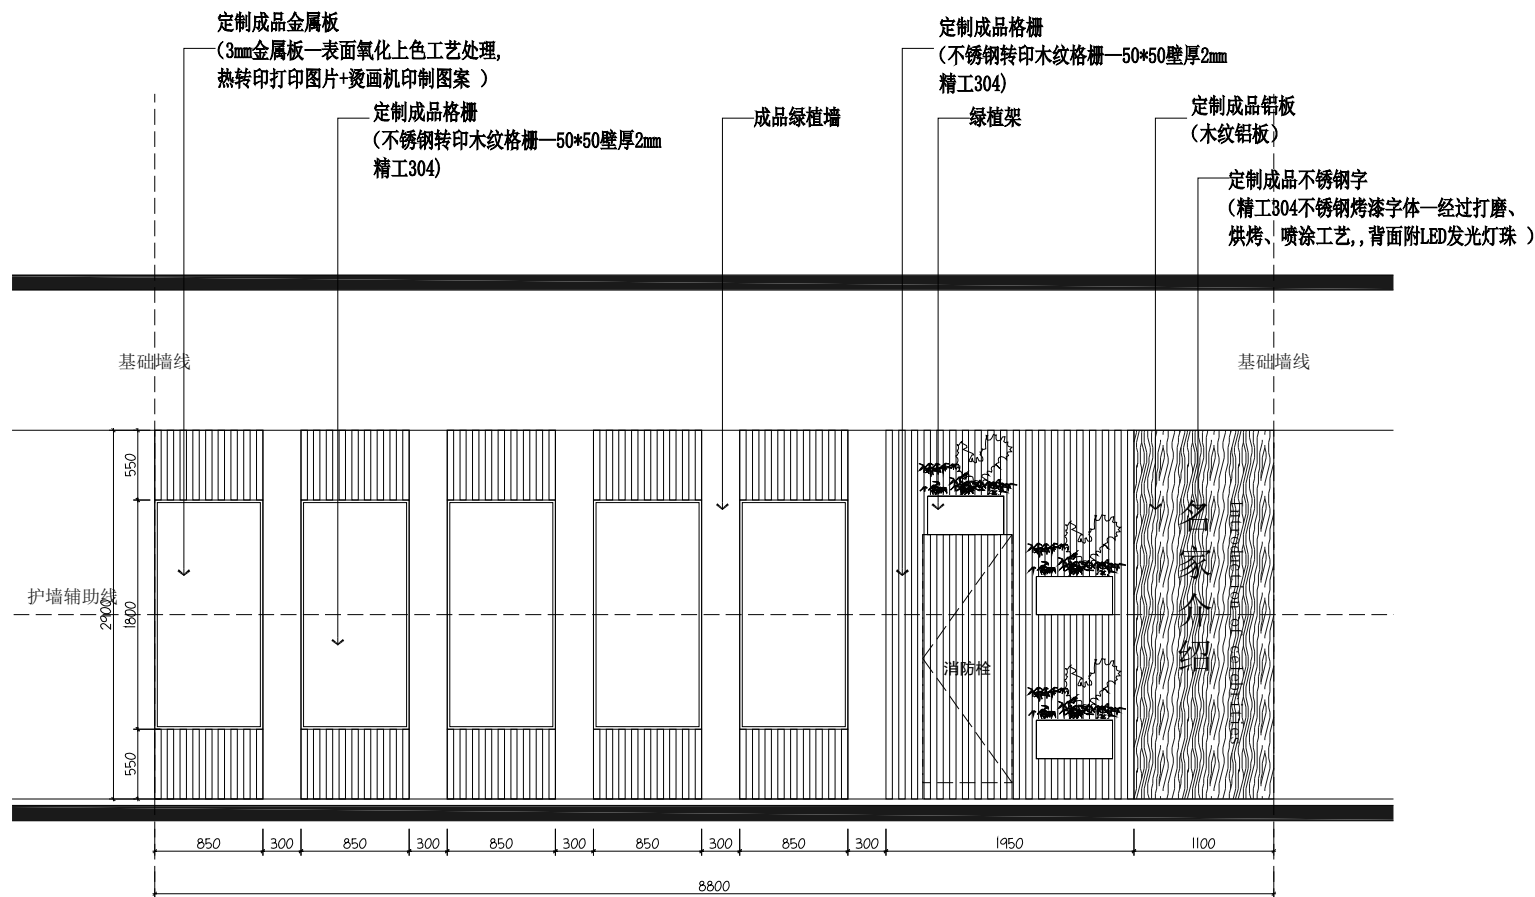 定制成品金属板
（3mm金属板一表面氧化上色工艺处理,
热转印打印图片+烫画机印制图案 ）
定制成品格栅
（不锈钢转印木纹格栅一50*50壁厚2mm
精工304)
成品绿植墙
定制成品格栅
（不锈钢转印木纹格栅一50*50壁厚2mm
精工304)
绿植架
定制成品铝板
（木纹铝板）
定制成品不锈钢字
（精工304不锈钢烤漆字体一经过打磨、
烘烤、喷涂工艺,,背面附LED发光灯珠 ）
基础墙线
基础墙线
护墙辅助线
550
1800
550
2900
消防栓
名家介绍
Introduction of celebrities
850
300
850
300
850
300
850
300
850
300
1950
1100
8800